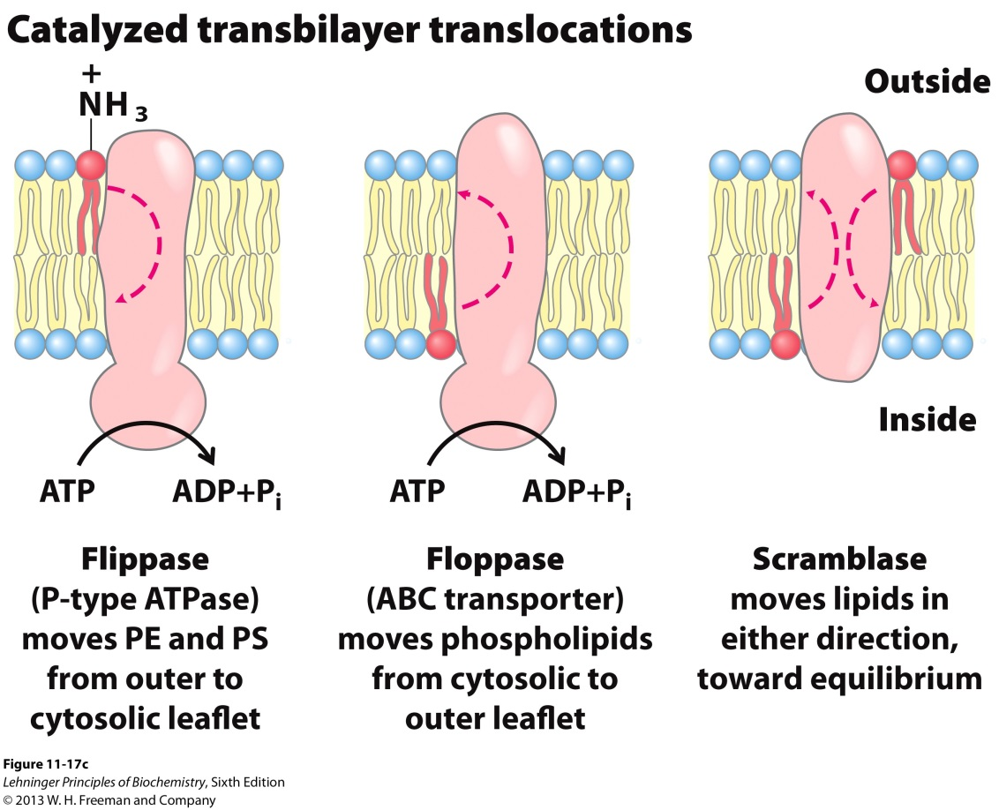 Catalyzed transbilayer translocations
+
NH3
Outside
Inside
ATP
ADP+Pi
ATP
ADP+Pi
Flippase
(P-type ATPase)
moves PE and PS
from outer to
cytosolic leaflet
Floppase
(ABC transporter)
moves phospholipids
from cytosolic to
outer leaflet
Scramblase
moves lipids in
either direction,
toward equilibrium
Figure 11-17c
Lehninger Principles of Biochemistry, Sixth Edition
© 2013 W. H. Freeman and Company